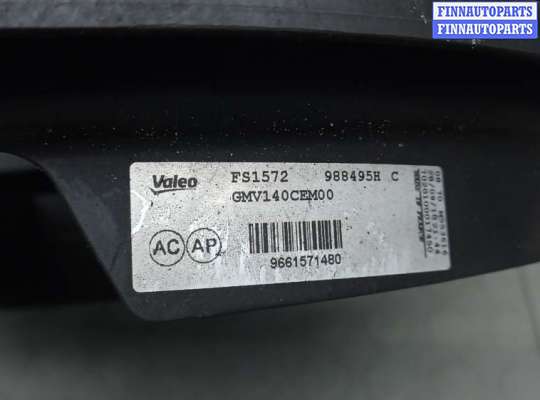 FINNAUTOPARTS
FINNAUTOPARTS
Valeo
FS1572 988495H C
GMV140CEM00
AC AP
9661571480